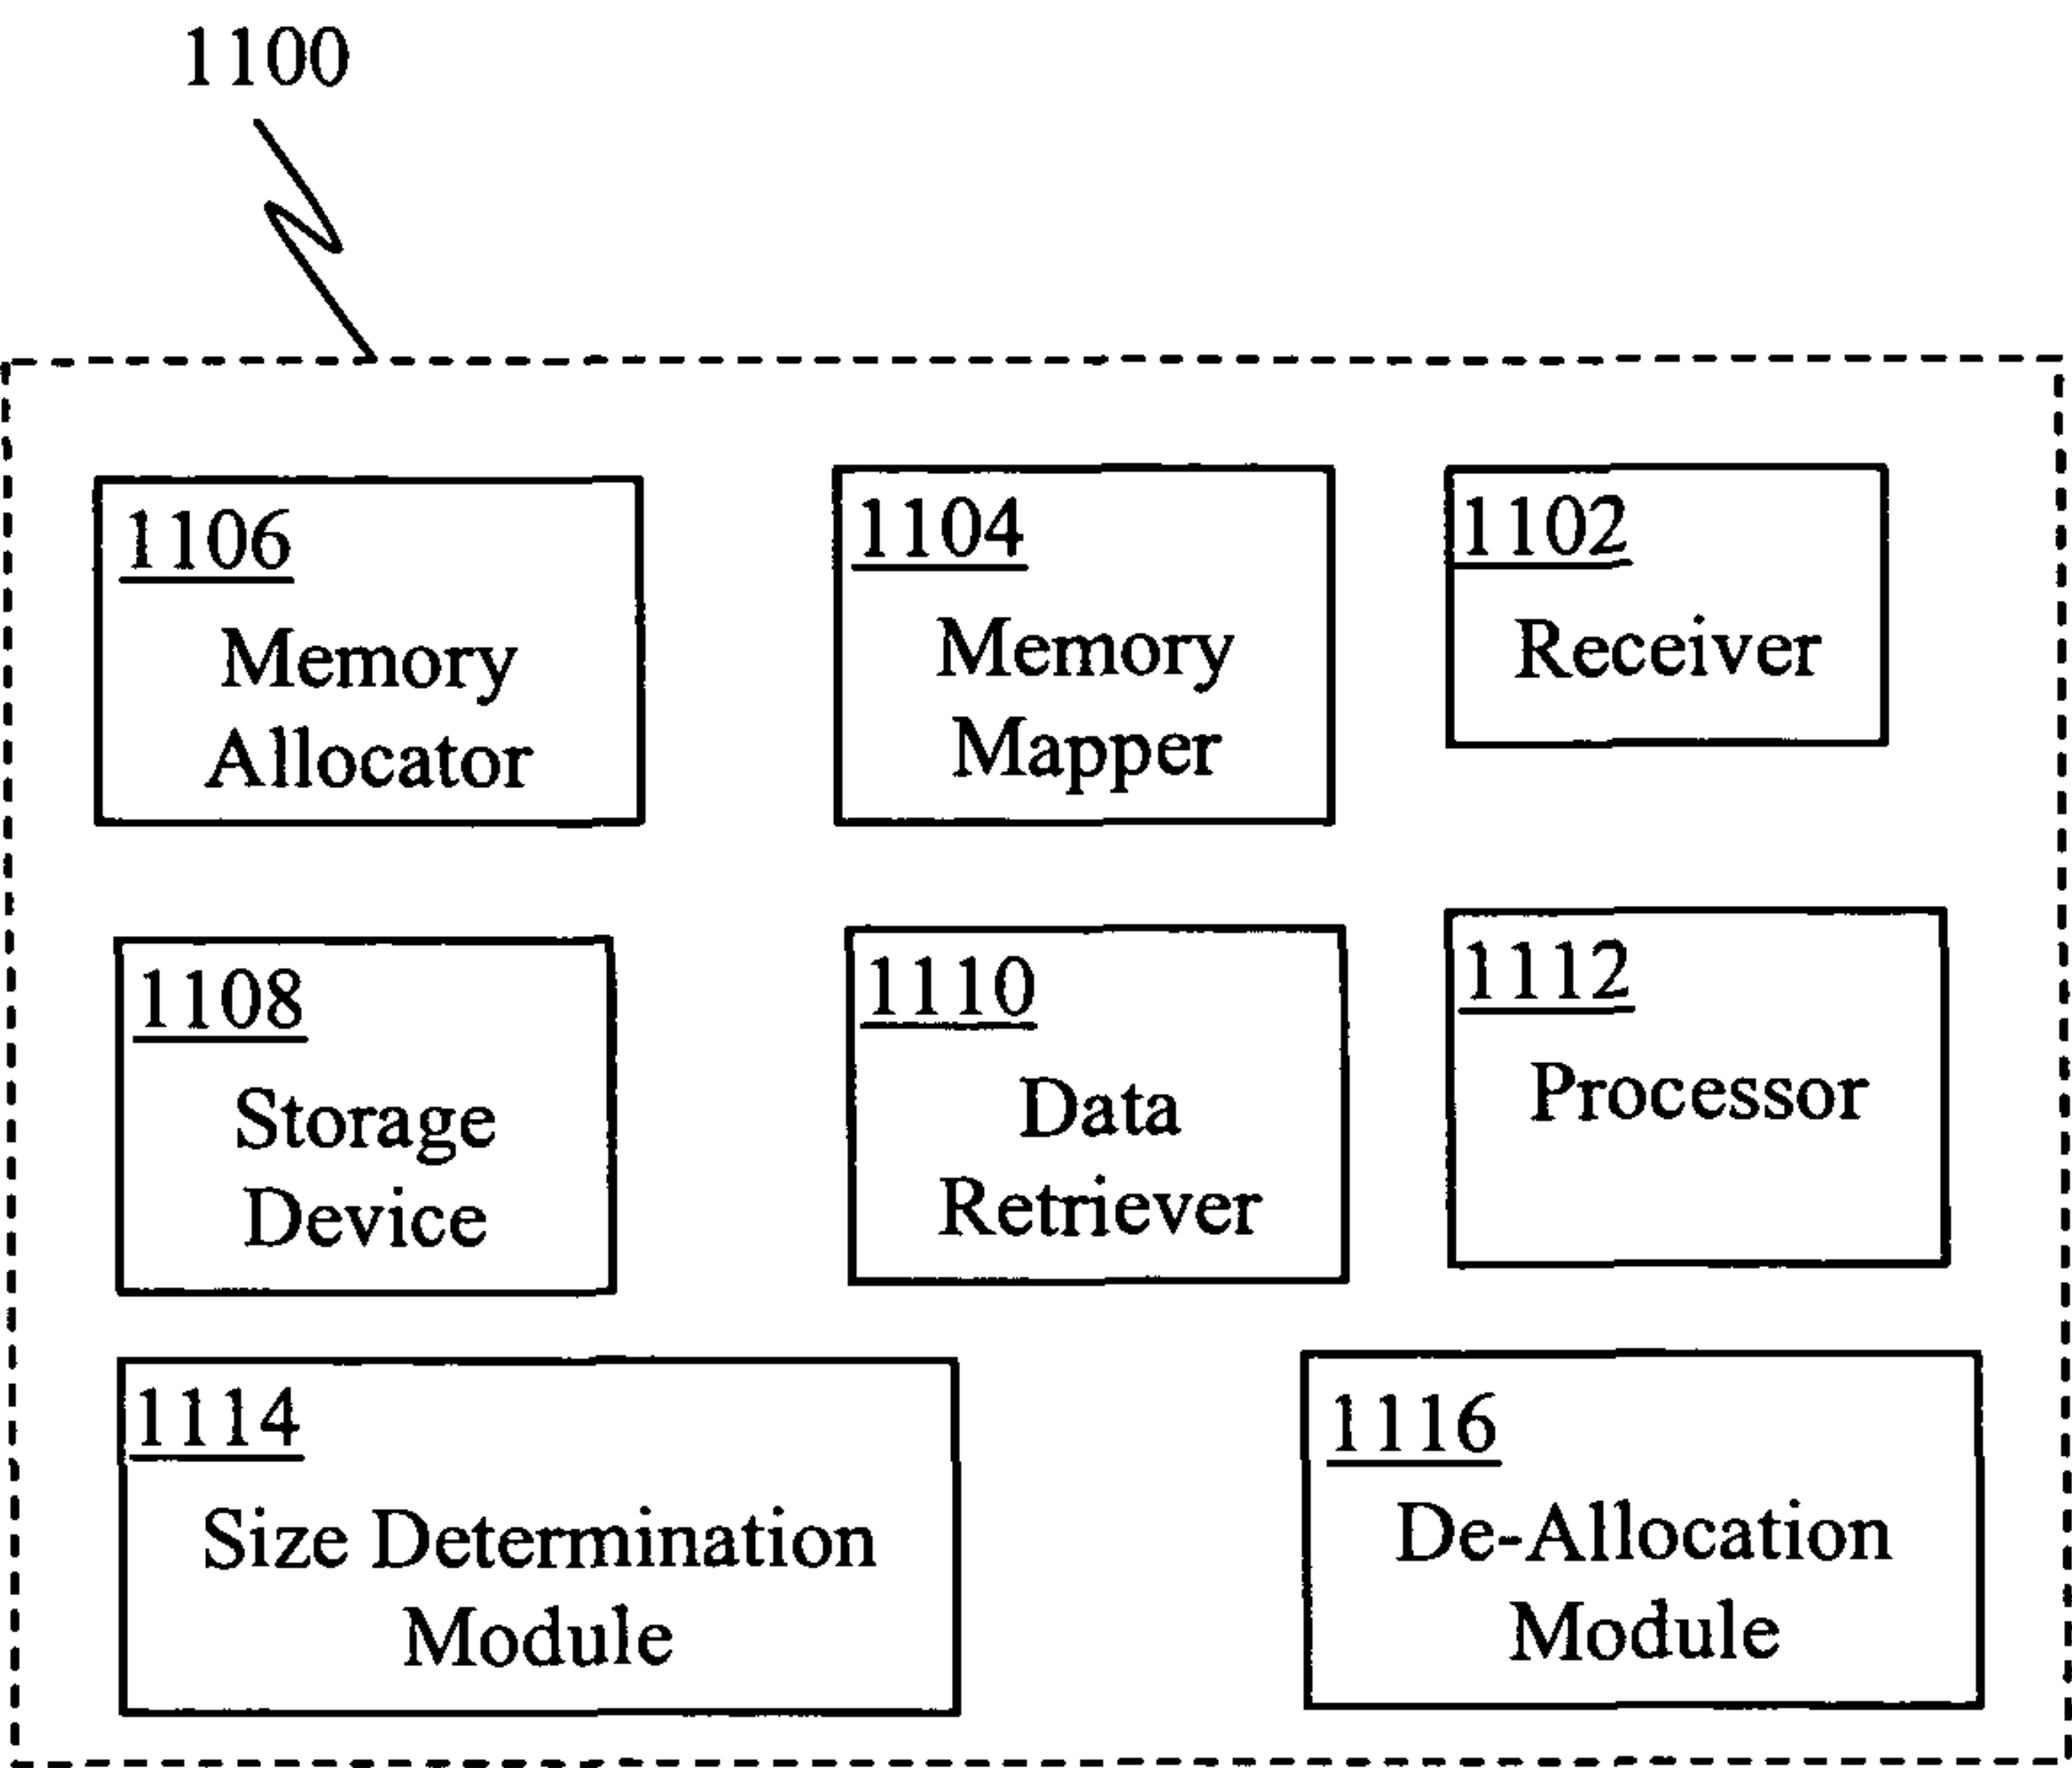 1100
1106
Memory
Allocator
1104
Memory
Mapper
1102
Receiver
1108
Storage
Device
1110
Data
Retriever
1112
Processor
1114
Size Determination
Module
1116
De-Allocation
Module